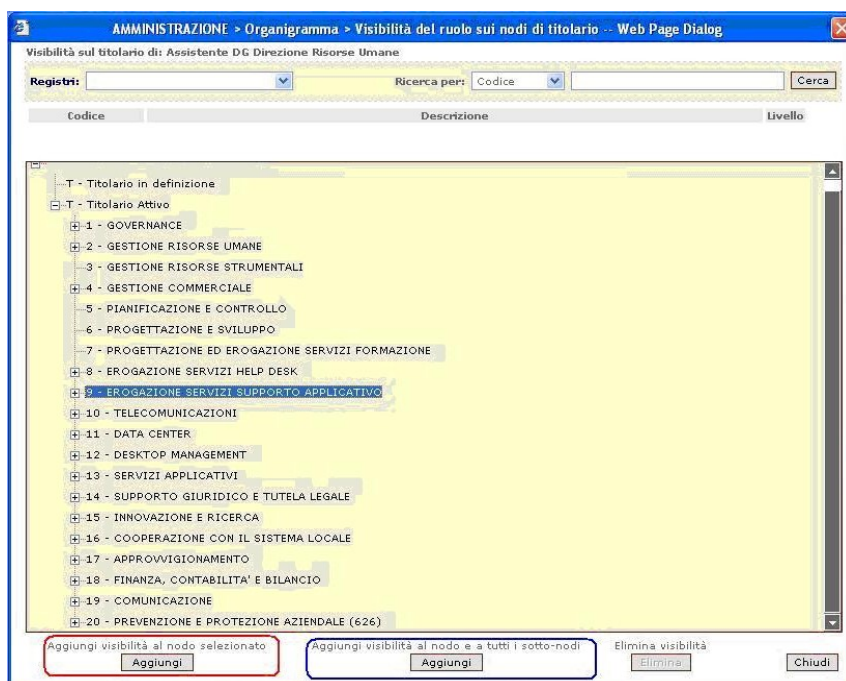 AMMINISTRAZIONE > Organigramma > Visibilità del ruolo sui nodi di titolario -- Web Page Dialog
Visibilità sul titolario di: Assistente DG Direzione Risorse Umane
Registri: Ricerca per: Codice Cerca
Codice Descrizione Livello
T - Titolario in definizione
T - Titolario Attivo
1 - GOVERNANCE
2 - GESTIONE RISORSE UMANE
3 - GESTIONE RISORSE STRUMENTALI
4 - GESTIONE COMMERCIALE
5 - PIANIFICAZIONE E CONTROLLO
6 - PROGETTAZIONE E SVILUPPO
7 - PROGETTAZIONE ED EROGAZIONE SERVIZI FORMAZIONE
8 - EROGAZIONE SERVIZI HELP DESK
9 - EROGAZIONE SERVIZI SUPPORTO APPLICATIVO
10 - TELECOMUNICAZIONI
11 - DATA CENTER
12 - DESKTOP MANAGEMENT
13 - SERVIZI APPLICATIVI
14 - SUPPORTO GIURIDICO E TUTELA LEGALE
15 - INNOVAZIONE E RICERCA
16 - COOPERAZIONE CON IL SISTEMA LOCALE
17 - APPROVVIGIONAMENTO
18 - FINANZA, CONTABILITA' E BILANCIO
19 - COMUNICAZIONE
20 - PREVENZIONE E PROTEZIONE AZIENDALE (626)
Aggiungi visibilità al nodo selezionato Aggiungi visibilità al nodo e a tutti i sotto-nodi Elimina visibilità
Aggiungi Aggiungi Elimina Chiudi